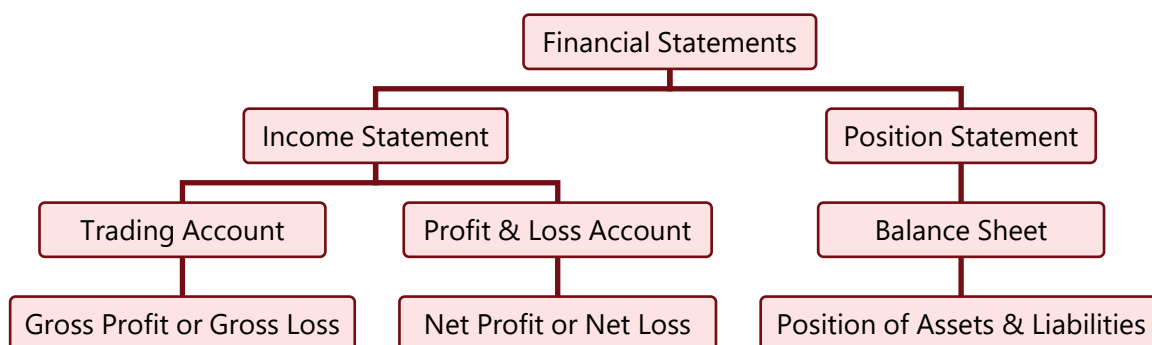 Financial Statements
Income Statement
Position Statement
Trading Account
Profit & Loss Account
Balance Sheet
Gross Profit or Gross Loss
Net Profit or Net Loss
Position of Assets & Liabilities